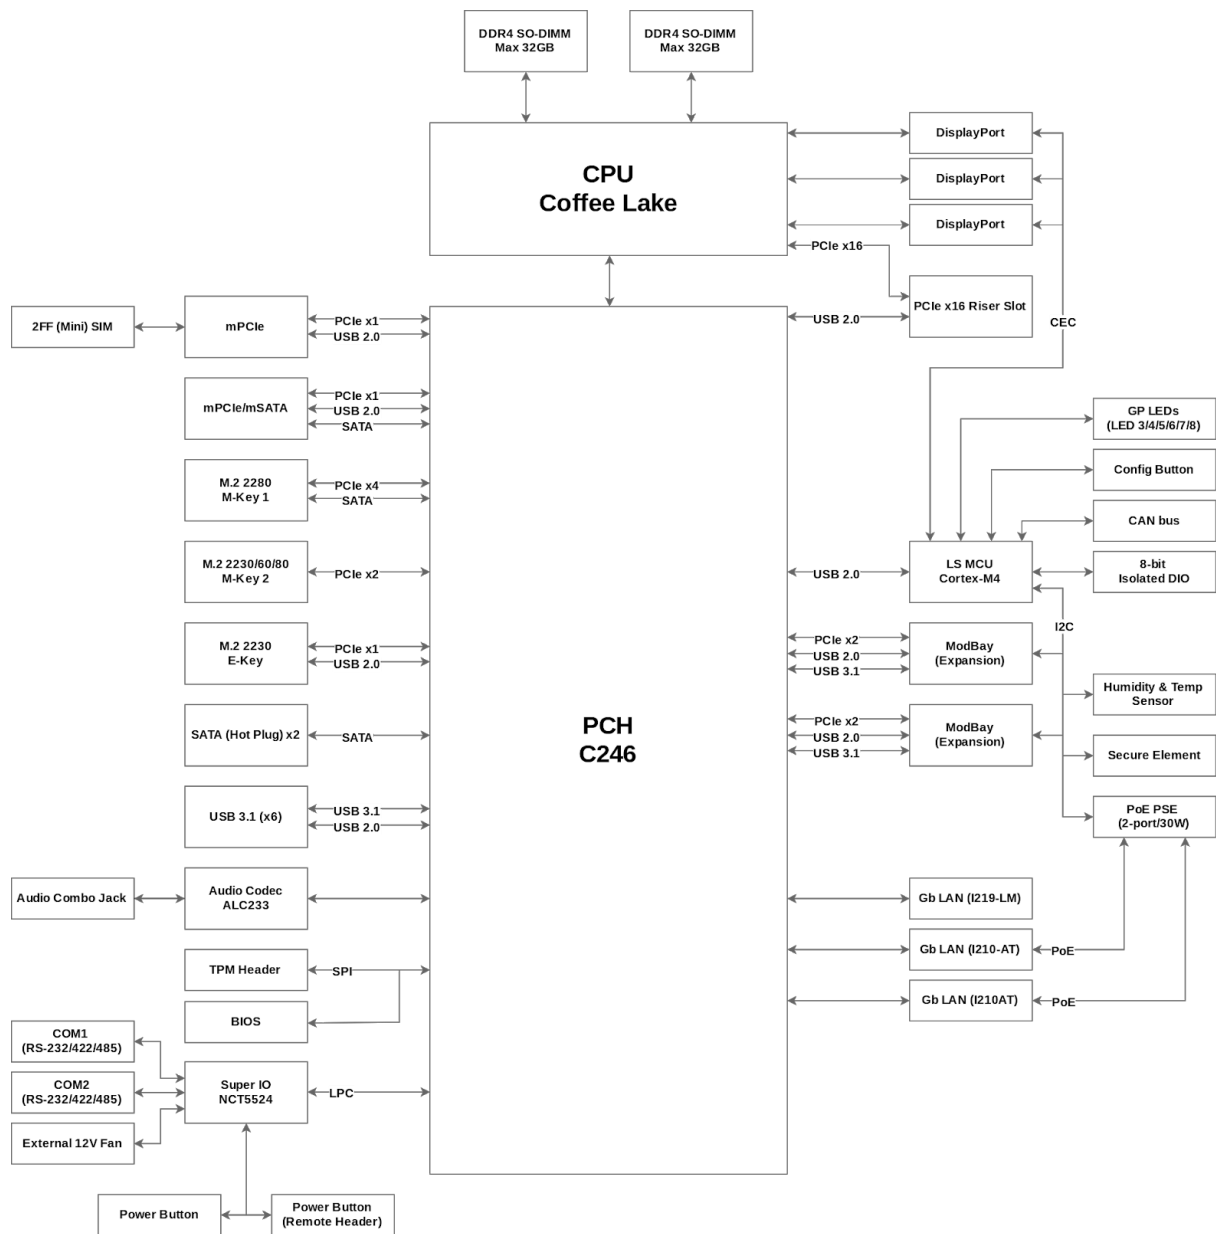 DDR4 SO-DIMM
Max 32GB
DDR4 SO-DIMM
Max 32GB
CPU
Coffee Lake
DisplayPort
DisplayPort
DisplayPort
PCIe x16
PCIe x16 Riser Slot
USB 2.0
CEC
2FF (Mini) SIM
mPCIe
PCIe x1
USB 2.0
mPCIe/mSATA
PCIe x1
USB 2.0
SATA
M.2 2280
M-Key 1
PCIe x4
SATA
M.2 2230/60/80
M-Key 2
PCIe x2
M.2 2230
E-Key
PCIe x1
USB 2.0
SATA (Hot Plug) x2
SATA
USB 3.1 (x6)
USB 3.1
USB 2.0
Audio Combo Jack
Audio Codec
ALC233
TPM Header
SPI
BIOS
COM1
(RS-232/422/485)
COM2
(RS-232/422/485)
External 12V Fan
Super IO
NCT5524
LPC
Power Button
Power Button
(Remote Header)
PCH
C246
GP LEDs
(LED 3/4/5/6/7/8)
Config Button
CAN bus
8-bit
Isolated DIO
USB 2.0
LS MCU
Cortex-M4
I2C
PCIe x2
USB 2.0
USB 3.1
ModBay
(Expansion)
PCIe x2
USB 2.0
USB 3.1
ModBay
(Expansion)
Humidity & Temp
Sensor
Secure Element
PoE PSE
(2-port/30W)
Gb LAN (I219-LM)
Gb LAN (I210-AT)
PoE
Gb LAN (I210AT)
PoE